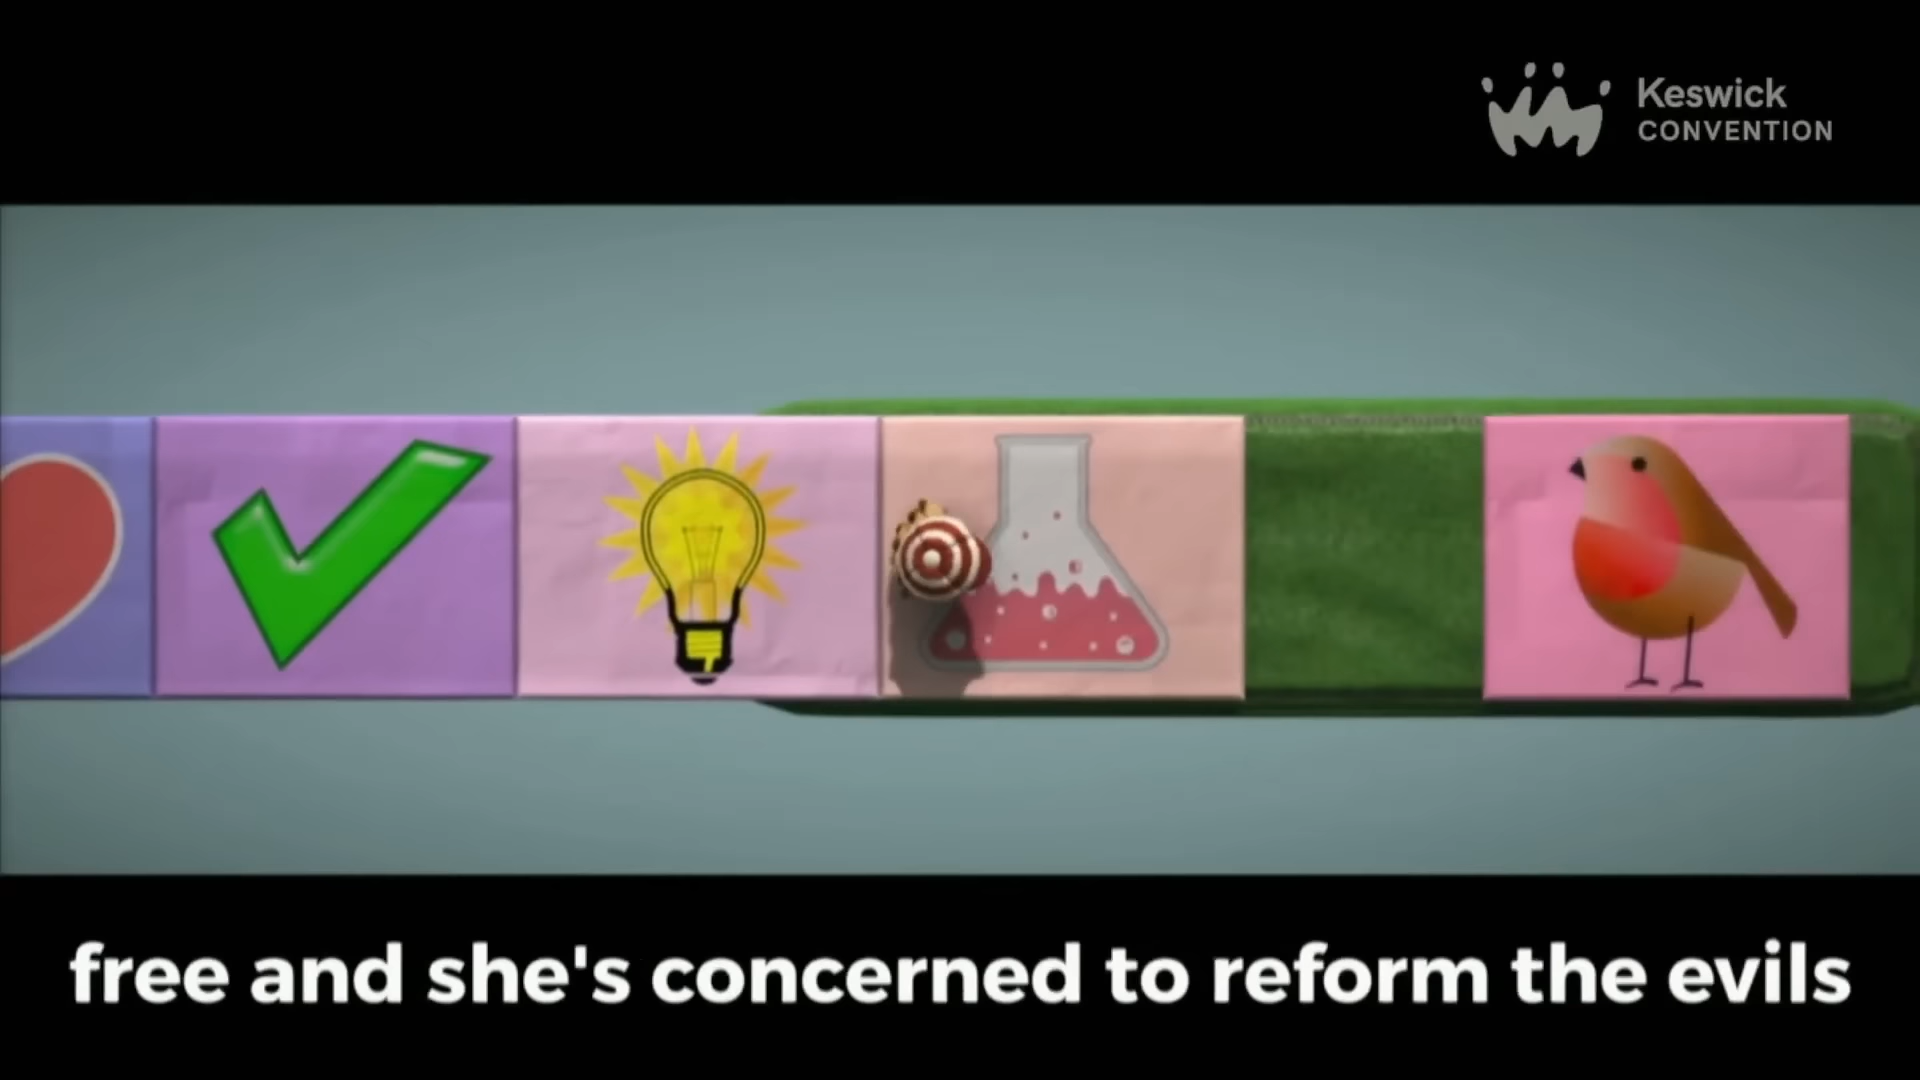 Keswick
CONVENTION
free and she's concerned to reform the evils